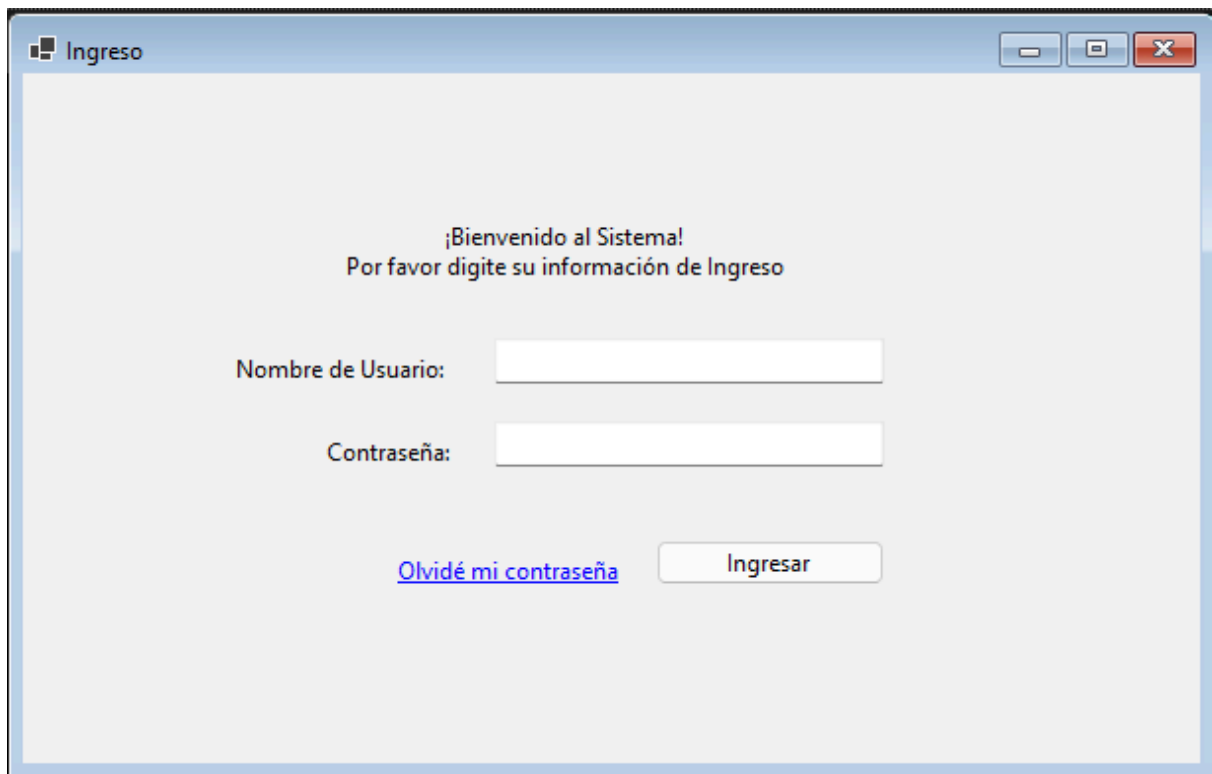 Ingreso
¡Bienvenido al Sistema!
Por favor digite su información de Ingreso
Nombre de Usuario:
Contraseña:
Olvidé mi contraseña
Ingresar